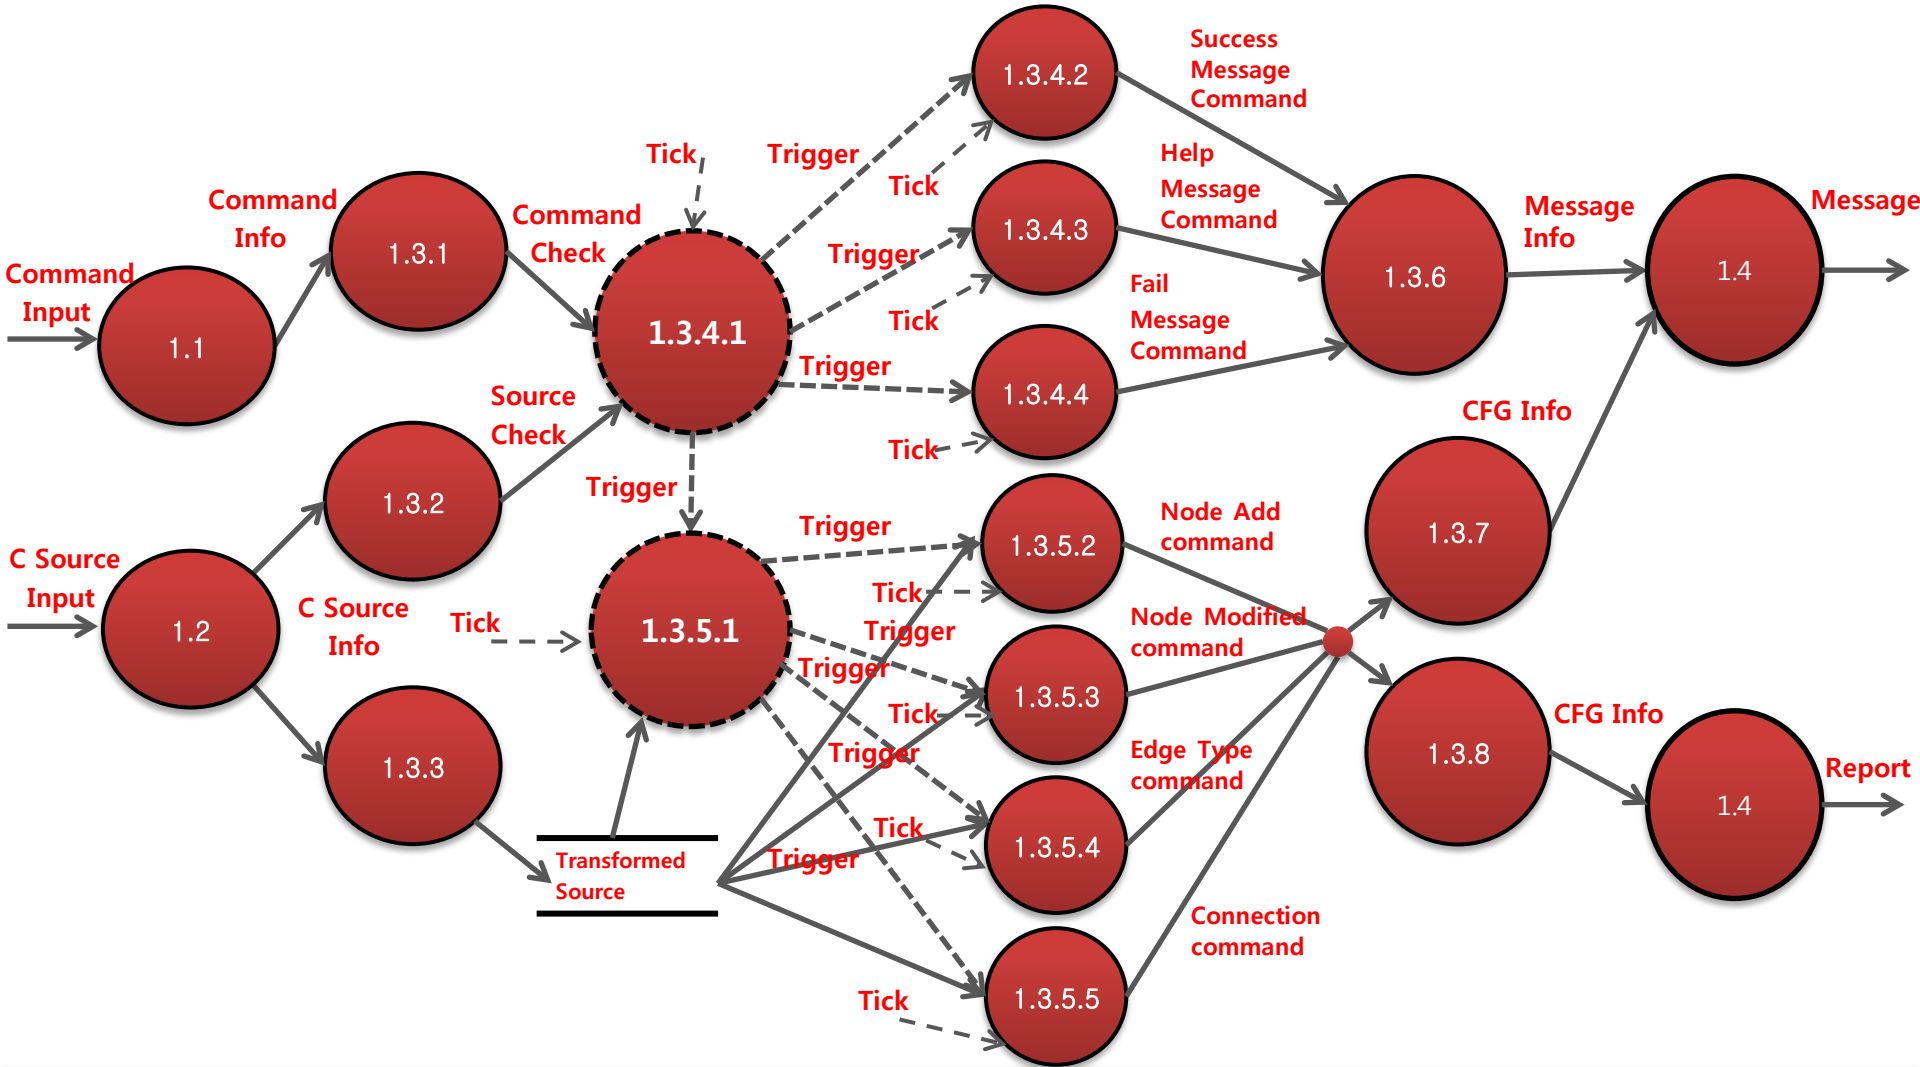 Command
Input
1.1
Command
Info
1.3.1
Command
Check
Tick
1.3.4.1
Source
Check
1.3.2
C Source
Input
1.2
C Source
Info
1.3.3
Transformed
Source
Trigger
Tick
1.3.5.1
Trigger
Tick
1.3.4.2
Success
Message
Command
Trigger
Tick
1.3.4.3
Help
Message
Command
Trigger
Tick
1.3.4.4
Fail
Message
Command
1.3.6
Message
Info
1.4
Message
Trigger
Tick
1.3.5.2
Node Add
command
Trigger
Trigger
Tick
1.3.5.3
Node Modified
command
Trigger
Tick
1.3.5.4
Edge Type
command
Trigger
Tick
1.3.5.5
Connection
command
CFG Info
1.3.7
1.3.8
CFG Info
1.4
Report